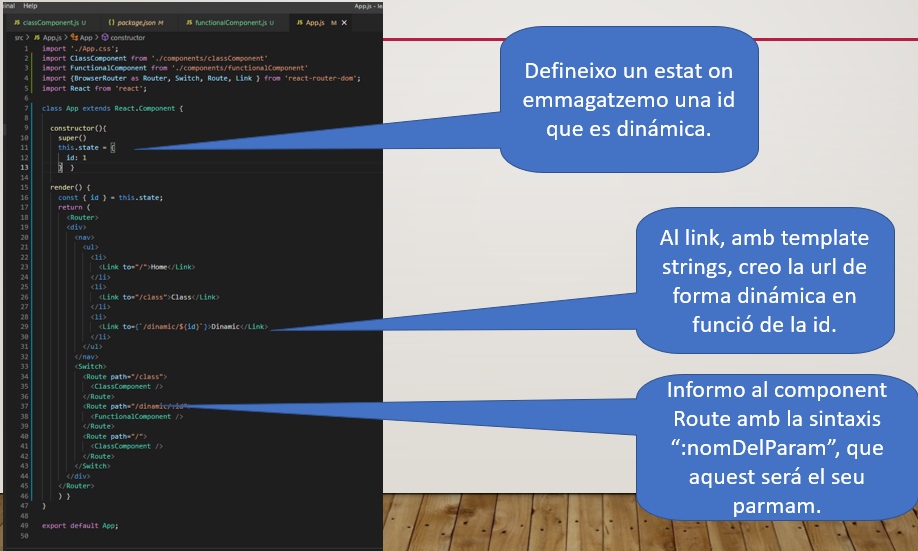 Help
App.js - le
JS classComponent.js U
{} package.json M
JS functionalComponent.js U
JS App.js M X
src > JS App.js > App > constructor
1 import './App.css';
2 import ClassComponent from './components/classComponent'
3 import FunctionalComponent from './components/functionalComponent'
4 import {BrowserRouter as Router, Switch, Route, Link } from 'react-router-dom';
5 import React from 'react';
6
7 class App extends React.Component {
8
9 constructor(){
10 super()
11 this.state = {
12 id: 1
13 } }
14
15 render() {
16 const { id } = this.state;
17 return (
18 <Router>
19 <div>
20 <nav>
21 <ul>
22 <li>
23 <Link to="/">Home</Link>
24 </li>
25 <li>
26 <Link to="/class">Class</Link>
27 </li>
28 <li>
29 <Link to={`/dinamic/${id}`}>Dinamic</Link>
30 </li>
31 </ul>
32 </nav>
33 <Switch>
34 <Route path="/class">
35 <ClassComponent />
36 </Route>
37 <Route path="/dinamic/:id">
38 <FunctionalComponent />
39 </Route>
40 <Route path="/">
41 <ClassComponent />
42 </Route>
43 </Switch>
44 </div>
45 </Router>
46 ) }
47 }
48
49 export default App;
50
Defineixo un estat on
emmagatzemo una id
que es dinámica.
Al link, amb template
strings, creo la url de
forma dinámica en
funció de la id.
Informo al component
Route amb la sintaxis
“:nomDelParam”, que
aquest será el seu
parmam.